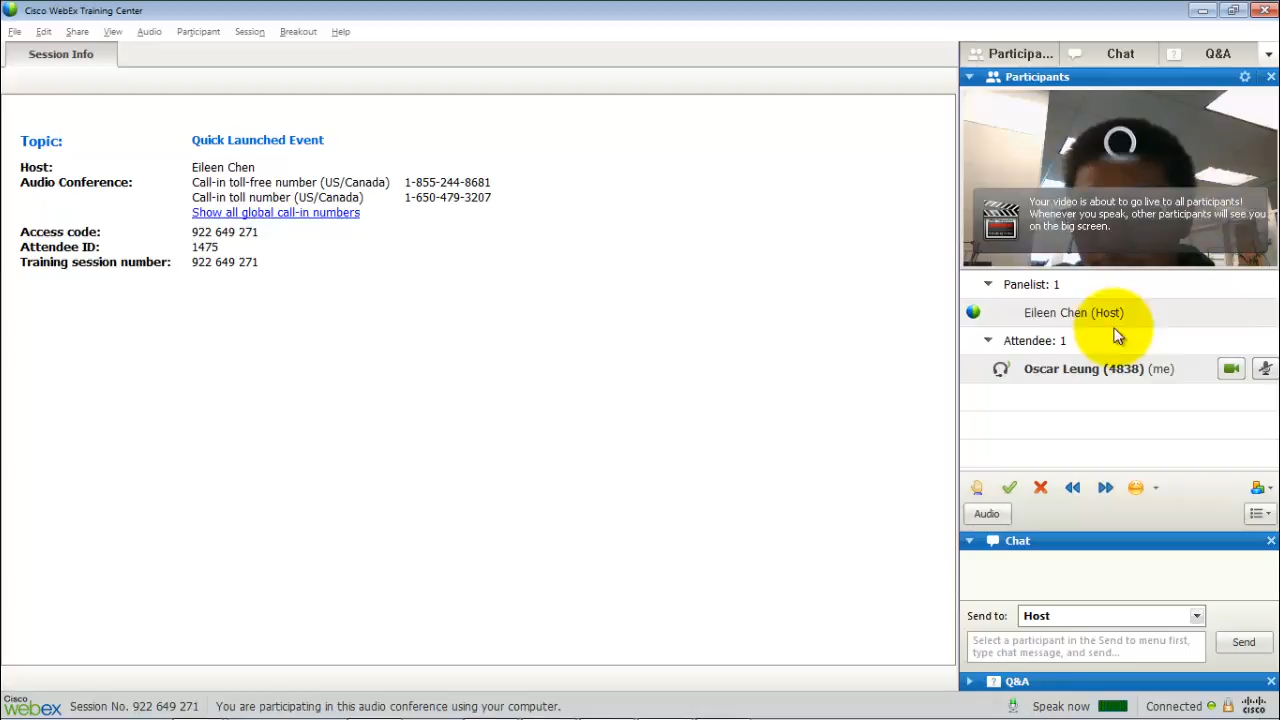 Cisco WebEx Training Center
File Edit Share View Audio Participant Session Breakout Help
Session Info
Participa... Chat ? Q&A
Participants
Topic: Quick Launched Event
Host: Eileen Chen
Audio Conference: Call-in toll-free number (US/Canada) 1-855-244-8681
Call-in toll number (US/Canada) 1-650-479-3207
Show all global call-in numbers
Access code: 922 649 271
Attendee ID: 1475
Training session number: 922 649 271
Your video is about to go live to all participants!
Whenever you speak, other participants will see you
on the big screen.
Panelist: 1
Eileen Chen (Host)
Attendee: 1
Oscar Leung (4838) (me)
Audio
Chat
Send to: Host
Select a participant in the Send to menu first,
type chat message, and send...
Send
? Q&A
Cisco webex Session No. 922 649 271 You are participating in this audio conference using your computer. Speak now Connected cisco